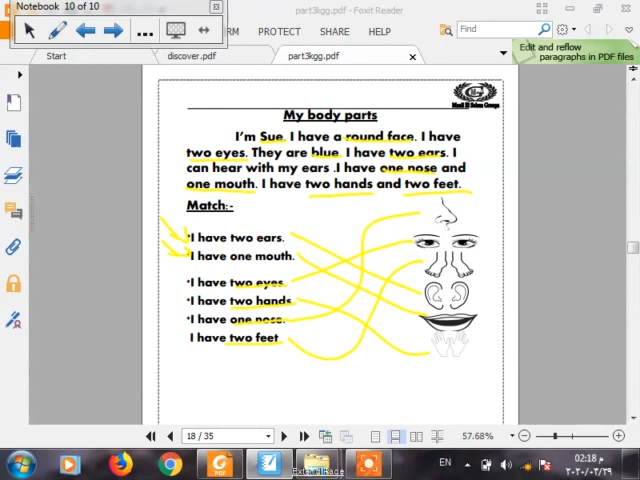 Notebook 10 of 10
part3kgg.pdf - Foxit Reader
RM PROTECT SHARE HELP
Find
Edit and reflow
paragraphs in PDF files
Start discover.pdf part3kgg.pdf
My body parts
I'm Sue. I have a round face. I have
two eyes. They are blue. I have two ears. I
can hear with my ears .I have one nose and
one mouth. I have two hands and two feet.
Match:-
I have two ears.
I have one mouth.
I have two eyes
I have two hands.
I have one nose.
I have two feet
18 / 35
57.68%
EN
02:18 م
٢٠٢٠/٠٣/٢٩